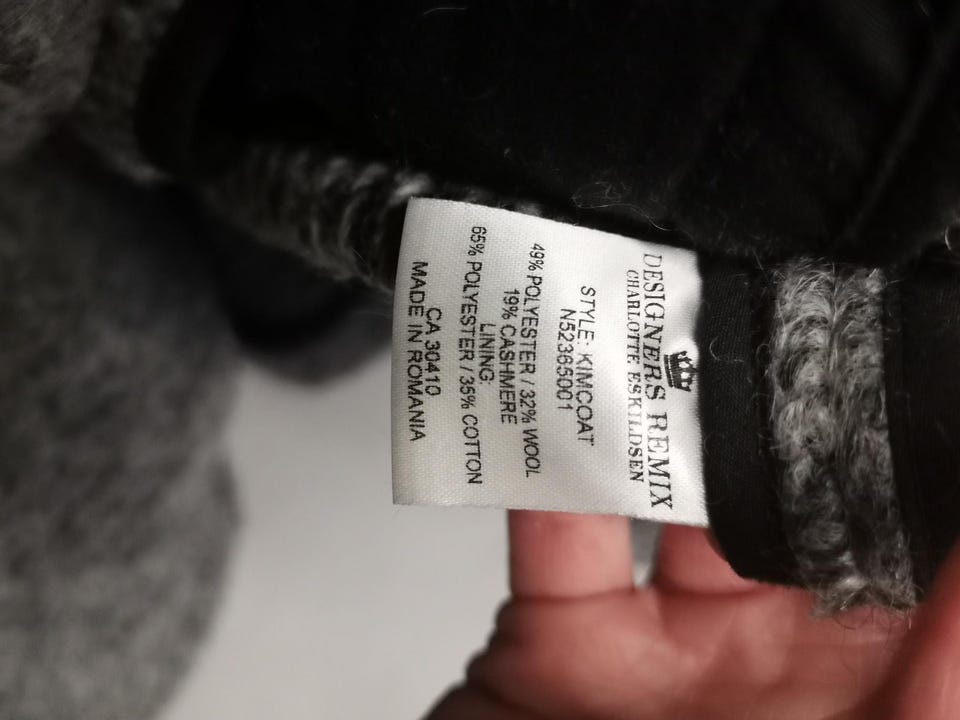 DESIGNERS REMIX
CHARLOTTE ESKILDSEN
STYLE: KIMCOAT
N52365001
49% POLYESTER / 32% WOOL
19% CASHMERE
LINING:
65% POLYESTER / 35% COTTON
CA 30410
MADE IN ROMANIA